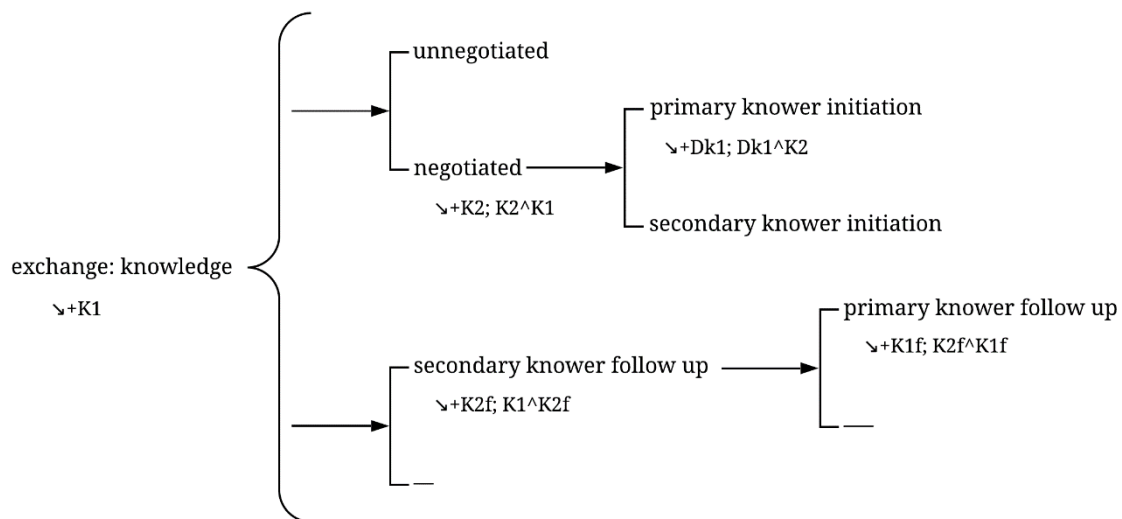 unnegotiated
primary knower initiation
↘+Dk1; Dk1^K2
negotiated
↘+K2; K2^K1
secondary knower initiation
exchange: knowledge
↘+K1
primary knower follow up
↘+K1f; K2f^K1f
secondary knower follow up
↘+K2f; K1^K2f
—
—